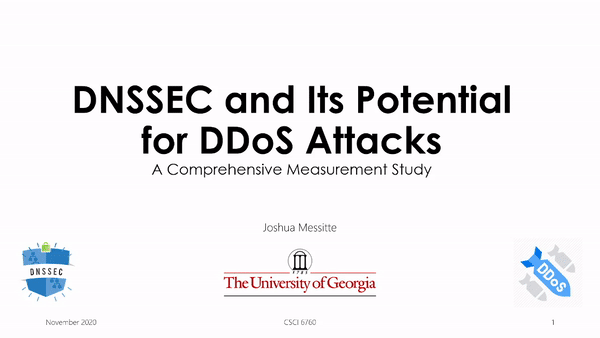 DNSSEC and Its Potential
for DDoS Attacks
A Comprehensive Measurement Study
Joshua Messitte
DNSSEC
The University of Georgia
DDoS
November 2020
CSCI 6760
1